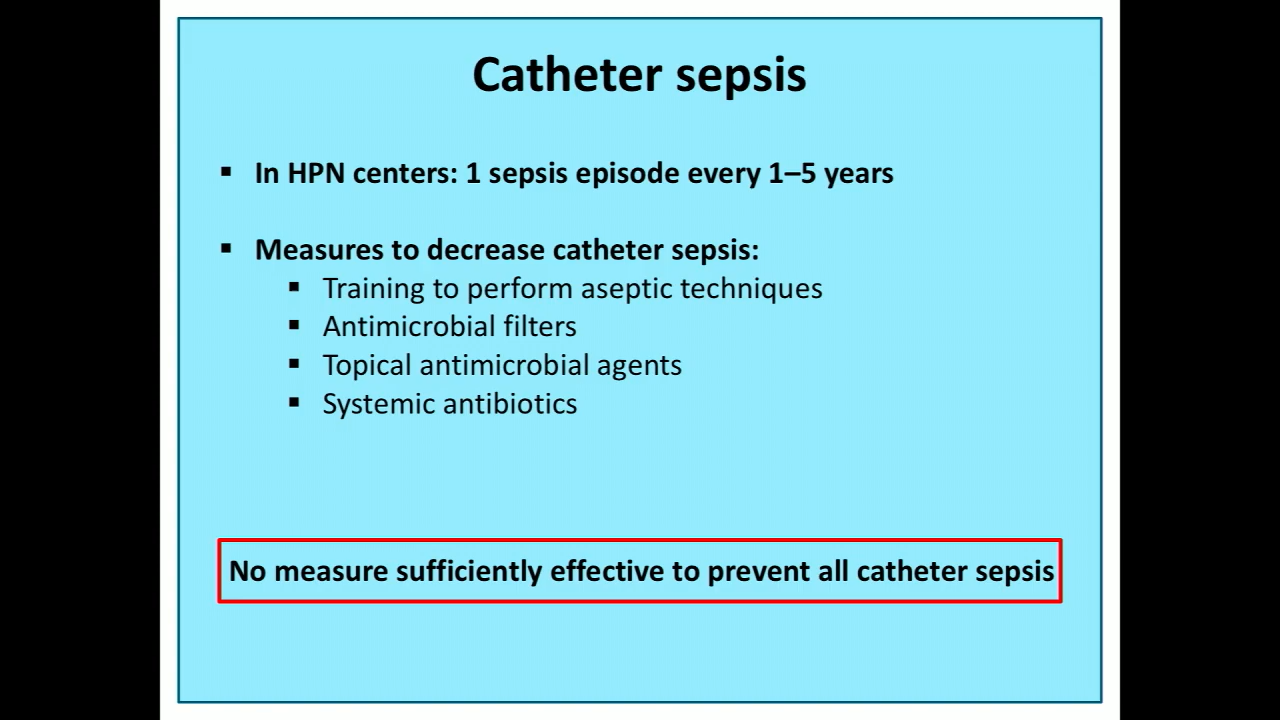 Catheter sepsis
▪ In HPN centers: 1 sepsis episode every 1–5 years
▪ Measures to decrease catheter sepsis:
▪ Training to perform aseptic techniques
▪ Antimicrobial filters
▪ Topical antimicrobial agents
▪ Systemic antibiotics
No measure sufficiently effective to prevent all catheter sepsis